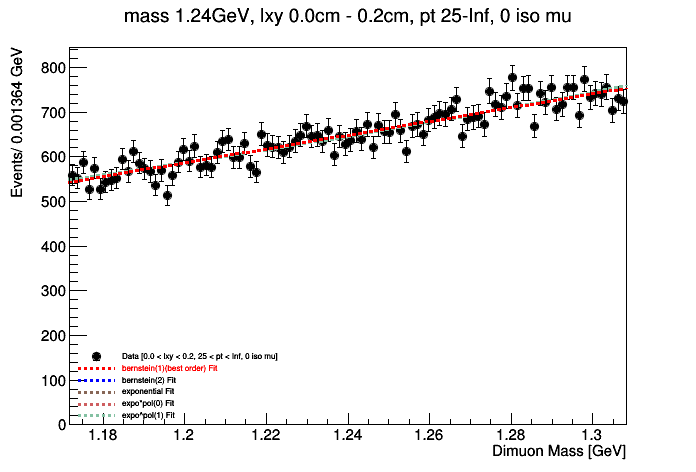 mass 1.24GeV, lxy 0.0cm - 0.2cm, pt 25-Inf, 0 iso mu
Events/ 0.001364 GeV
800
700
600
500
400
300
200
100
0
Data [0.0 < lxy < 0.2, 25 < pt < Inf, 0 iso mu]
bernstein(1)(best order) Fit
bernstein(2) Fit
exponential Fit
expo*pol(0) Fit
expo*pol(1) Fit
1.18 1.2 1.22 1.24 1.26 1.28 1.3
Dimuon Mass [GeV]